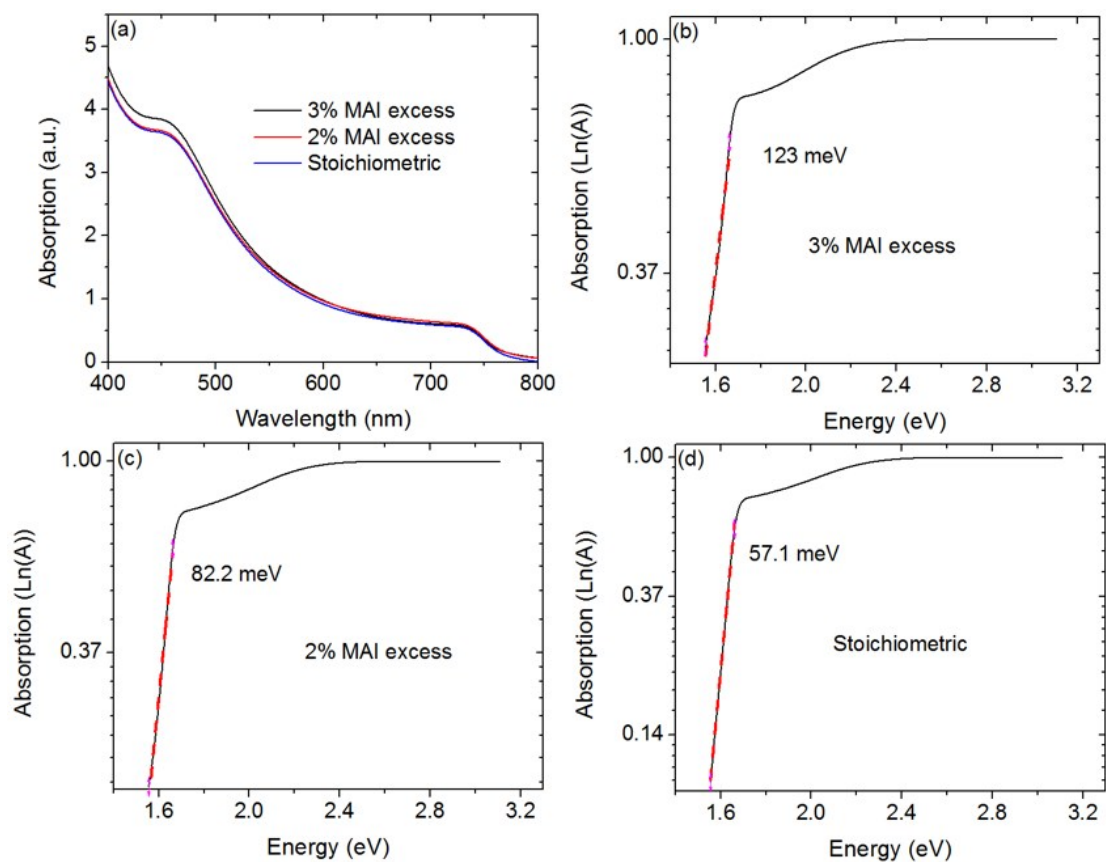 (a)
5
4
3
2
1
0
400 500 600 700 800
Absorption (a.u.)
Wavelength (nm)
3% MAI excess
2% MAI excess
Stoichiometric
(b)
1.00
0.37
1.6 2.0 2.4 2.8 3.2
Absorption (Ln(A))
Energy (eV)
123 meV
3% MAI excess
(c)
1.00
0.37
1.6 2.0 2.4 2.8 3.2
Absorption (Ln(A))
Energy (eV)
82.2 meV
2% MAI excess
(d)
1.00
0.37
0.14
1.6 2.0 2.4 2.8 3.2
Absorption (Ln(A))
Energy (eV)
57.1 meV
Stoichiometric